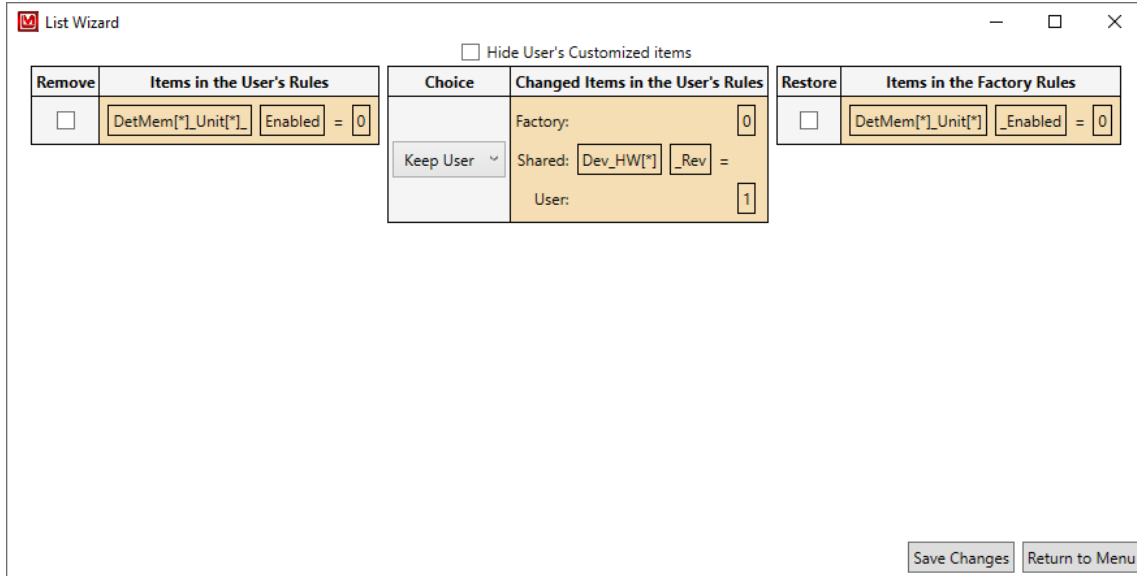 List Wizard
Hide User's Customized items
Remove Items in the User's Rules Choice Changed Items in the User's Rules Restore Items in the Factory Rules
DetMem[*]_Unit[*]_ Enabled = 0
Keep User
Factory: 0
Shared: Dev_HW[*] _Rev =
User: 1
DetMem[*]_Unit[*] _Enabled = 0
Save Changes Return to Menu